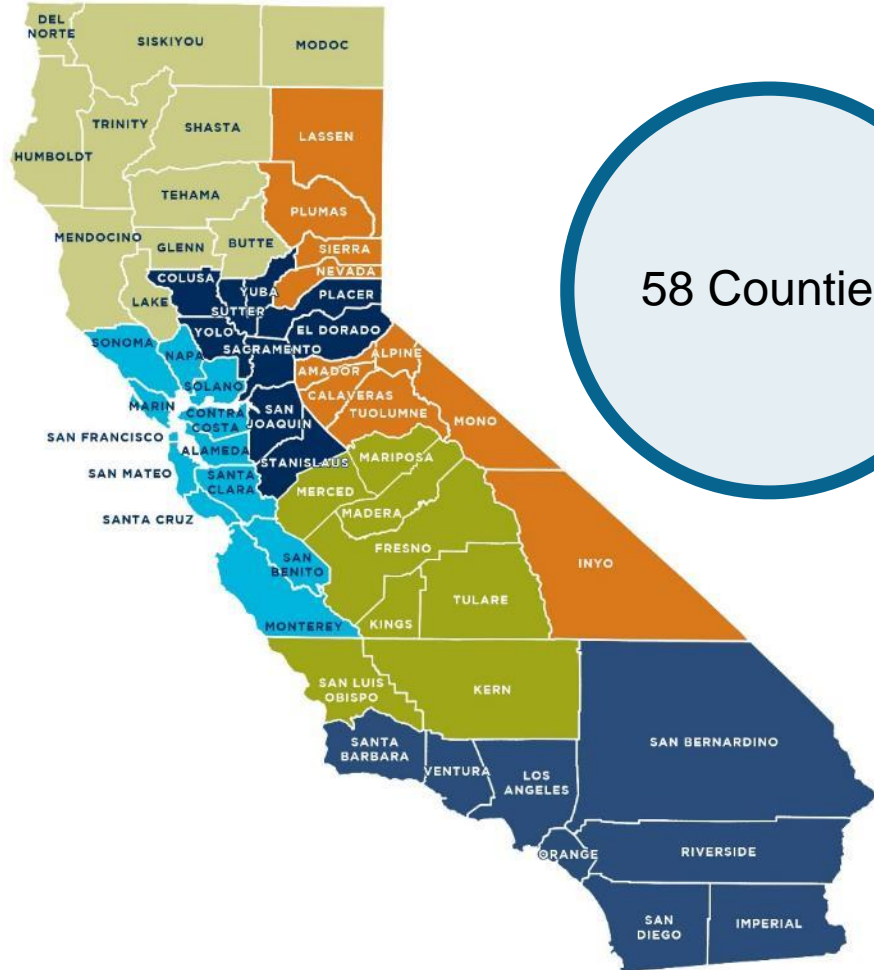 DEL
NORTE
SISKIYOU
MODOC
TRINITY
SHASTA
LASSEN
HUMBOLDT
TEHAMA
PLUMAS
MENDOCINO
GLENN
BUTTE
SIERRA
NEVADA
COLUSA
YUBA
PLACER
LAKE
SUTTER
YOLO
EL DORADO
SONOMA
NAPA
SACRAMENTO
ALPINE
SOLANO
AMADOR
MARIN
CONTRA
COSTA
SAN
JOAQUIN
CALAVERAS
TUOLUMNE
MONO
SAN FRANCISCO
ALAMEDA
STANISLAUS
MARIPOSA
SAN MATEO
SANTA
CLARA
MERCED
MADERA
SANTA CRUZ
FRESNO
SAN
BENITO
INYO
TULARE
MONTEREY
KINGS
SAN LUIS
OBISPO
KERN
SANTA
BARBARA
VENTURA
LOS
ANGELES
SAN BERNARDINO
ORANGE
RIVERSIDE
SAN
DIEGO
IMPERIAL
58 Countie